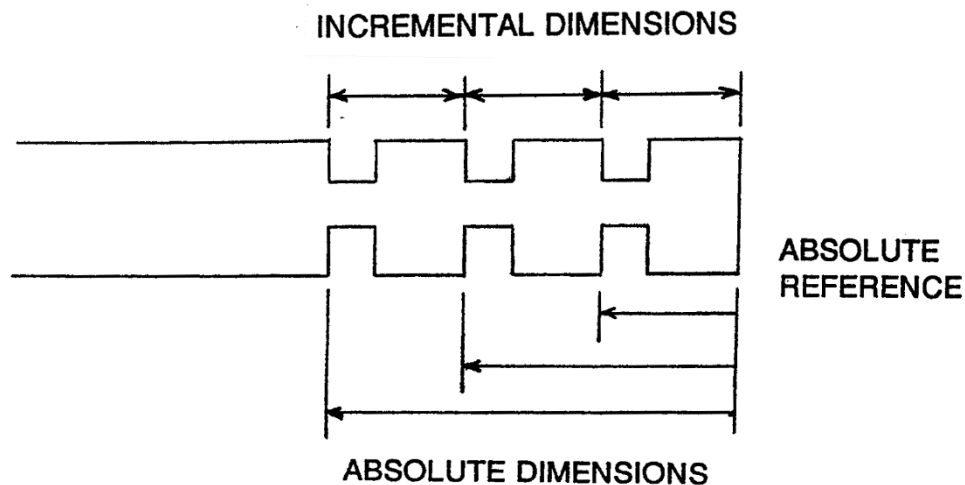 INCREMENTAL DIMENSIONS
ABSOLUTE
REFERENCE
ABSOLUTE DIMENSIONS